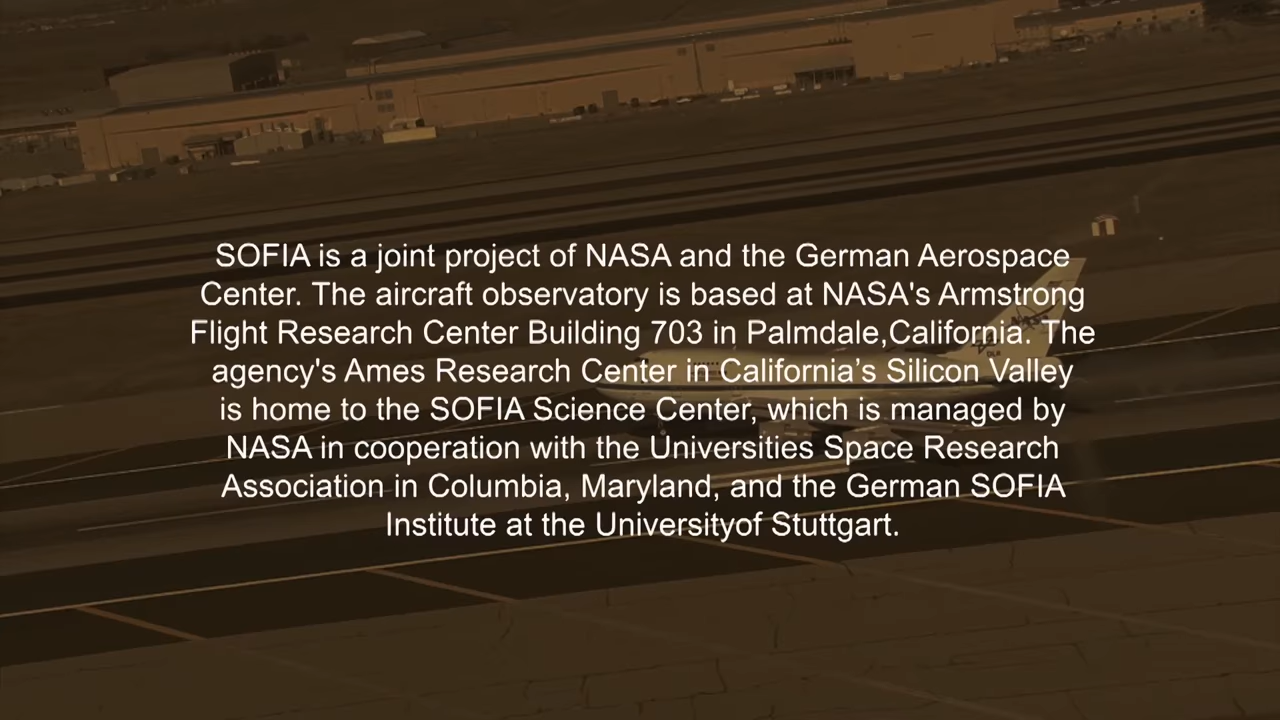 SOFIA is a joint project of NASA and the German Aerospace
Center. The aircraft observatory is based at NASA's Armstrong
Flight Research Center Building 703 in Palmdale,California. The
agency's Ames Research Center in California’s Silicon Valley
is home to the SOFIA Science Center, which is managed by
NASA in cooperation with the Universities Space Research
Association in Columbia, Maryland, and the German SOFIA
Institute at the Universityof Stuttgart.